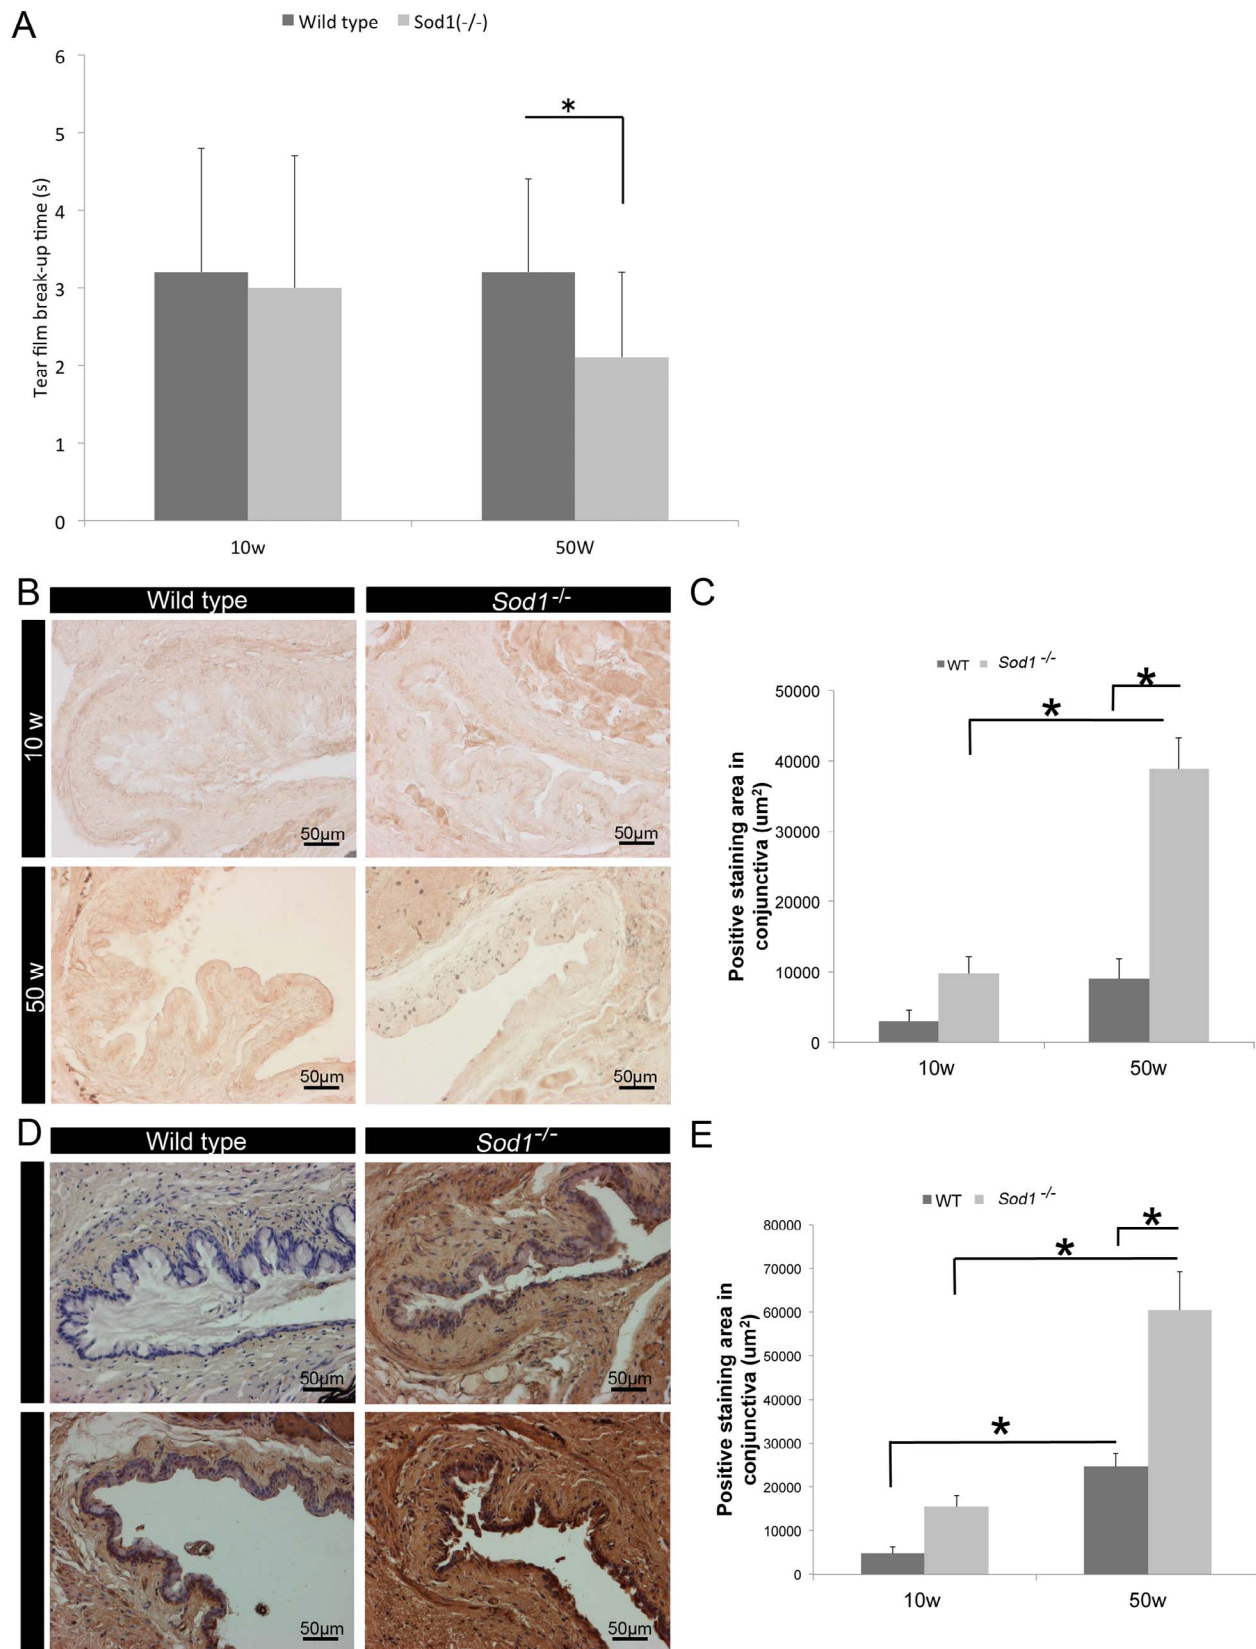 A
Wild type Sod1(-/-)
6
5
4
3
2
1
0
Tear film break-up time (s)
*
10w 50W
B
Wild type Sod1-/-
10 w
50µm 50µm
50 w
50µm 50µm
C
WT Sod1 -/-
50000
40000
30000
20000
10000
0
Positive staining area in
conjunctiva (um²)
* *
10w 50w
D
Wild type Sod1-/-
50µm 50µm
50µm 50µm
E
WT Sod1 -/-
80000
70000
60000
50000
40000
30000
20000
10000
0
Positive staining area in
conjunctiva (um²)
* * *
10w 50w